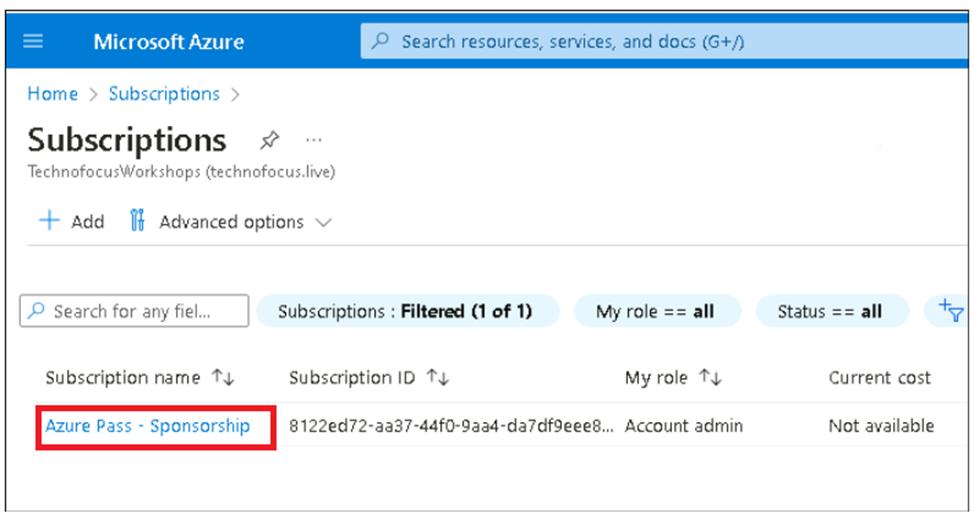 Microsoft Azure
Search resources, services, and docs (G+/)
Home > Subscriptions >
Subscriptions ...
TechnofocusWorkshops (technofocus.live)
+ Add Advanced options
Search for any fiel... Subscriptions : Filtered (1 of 1) My role == all Status == all
Subscription name ↑↓ Subscription ID ↑↓ My role ↑↓ Current cost
Azure Pass - Sponsorship 8122ed72-aa37-44f0-9aa4-da7df9eee8... Account admin Not available